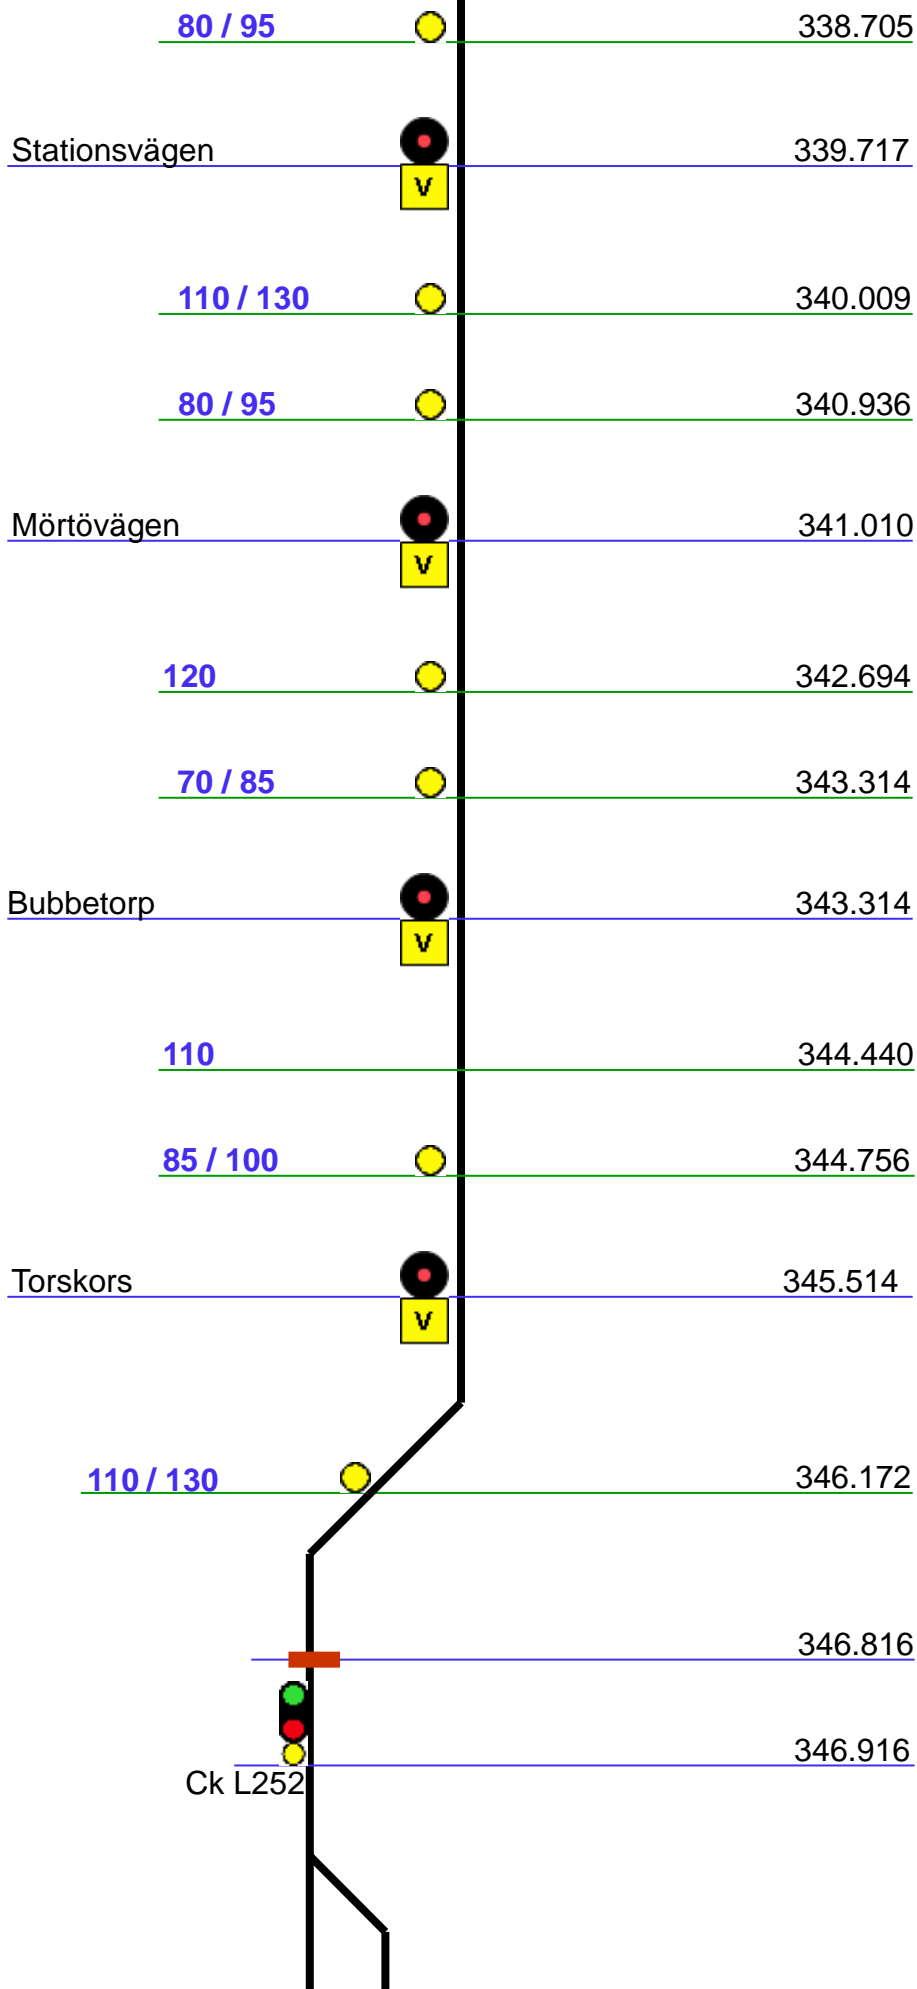 80 / 95 338.705
Stationsvägen 339.717
V
110 / 130 340.009
80 / 95 340.936
Mörtövägen 341.010
V
120 342.694
70 / 85 343.314
Bubbetorp 343.314
V
110 344.440
85 / 100 344.756
Torskors 345.514
V
110 / 130 346.172
346.816
346.916
Ck L252